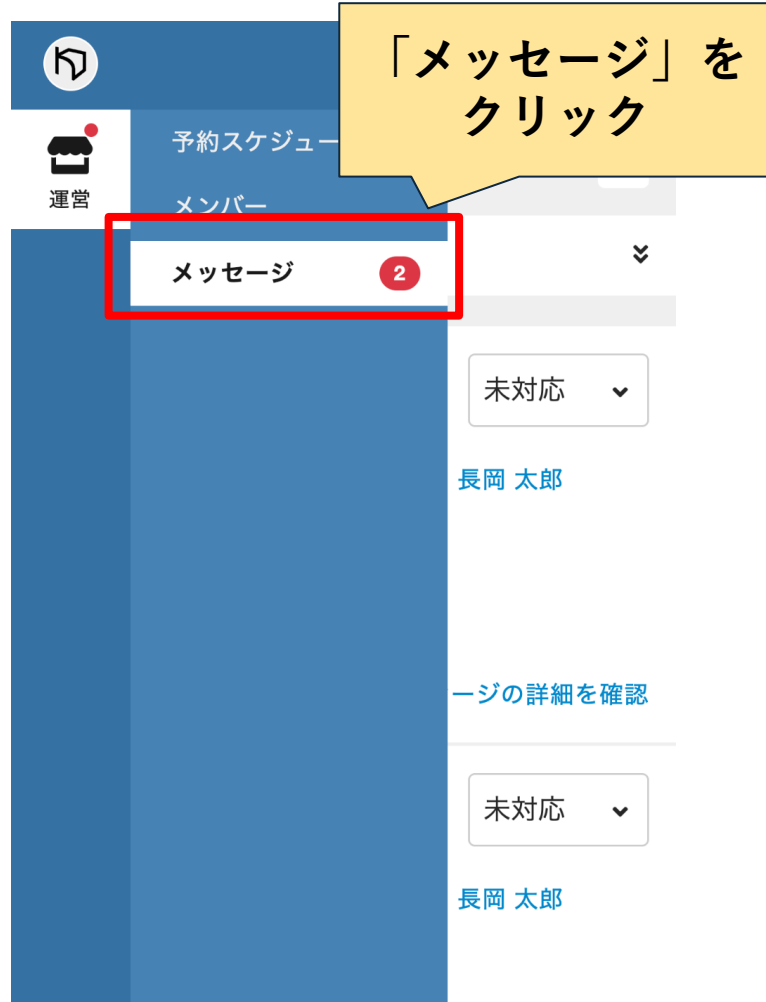 「メッセージ」を
クリック
予約スケジュー
運営
メンバー
メッセージ 2
未対応
長岡 太郎
ージの詳細を確認
未対応
長岡 太郎